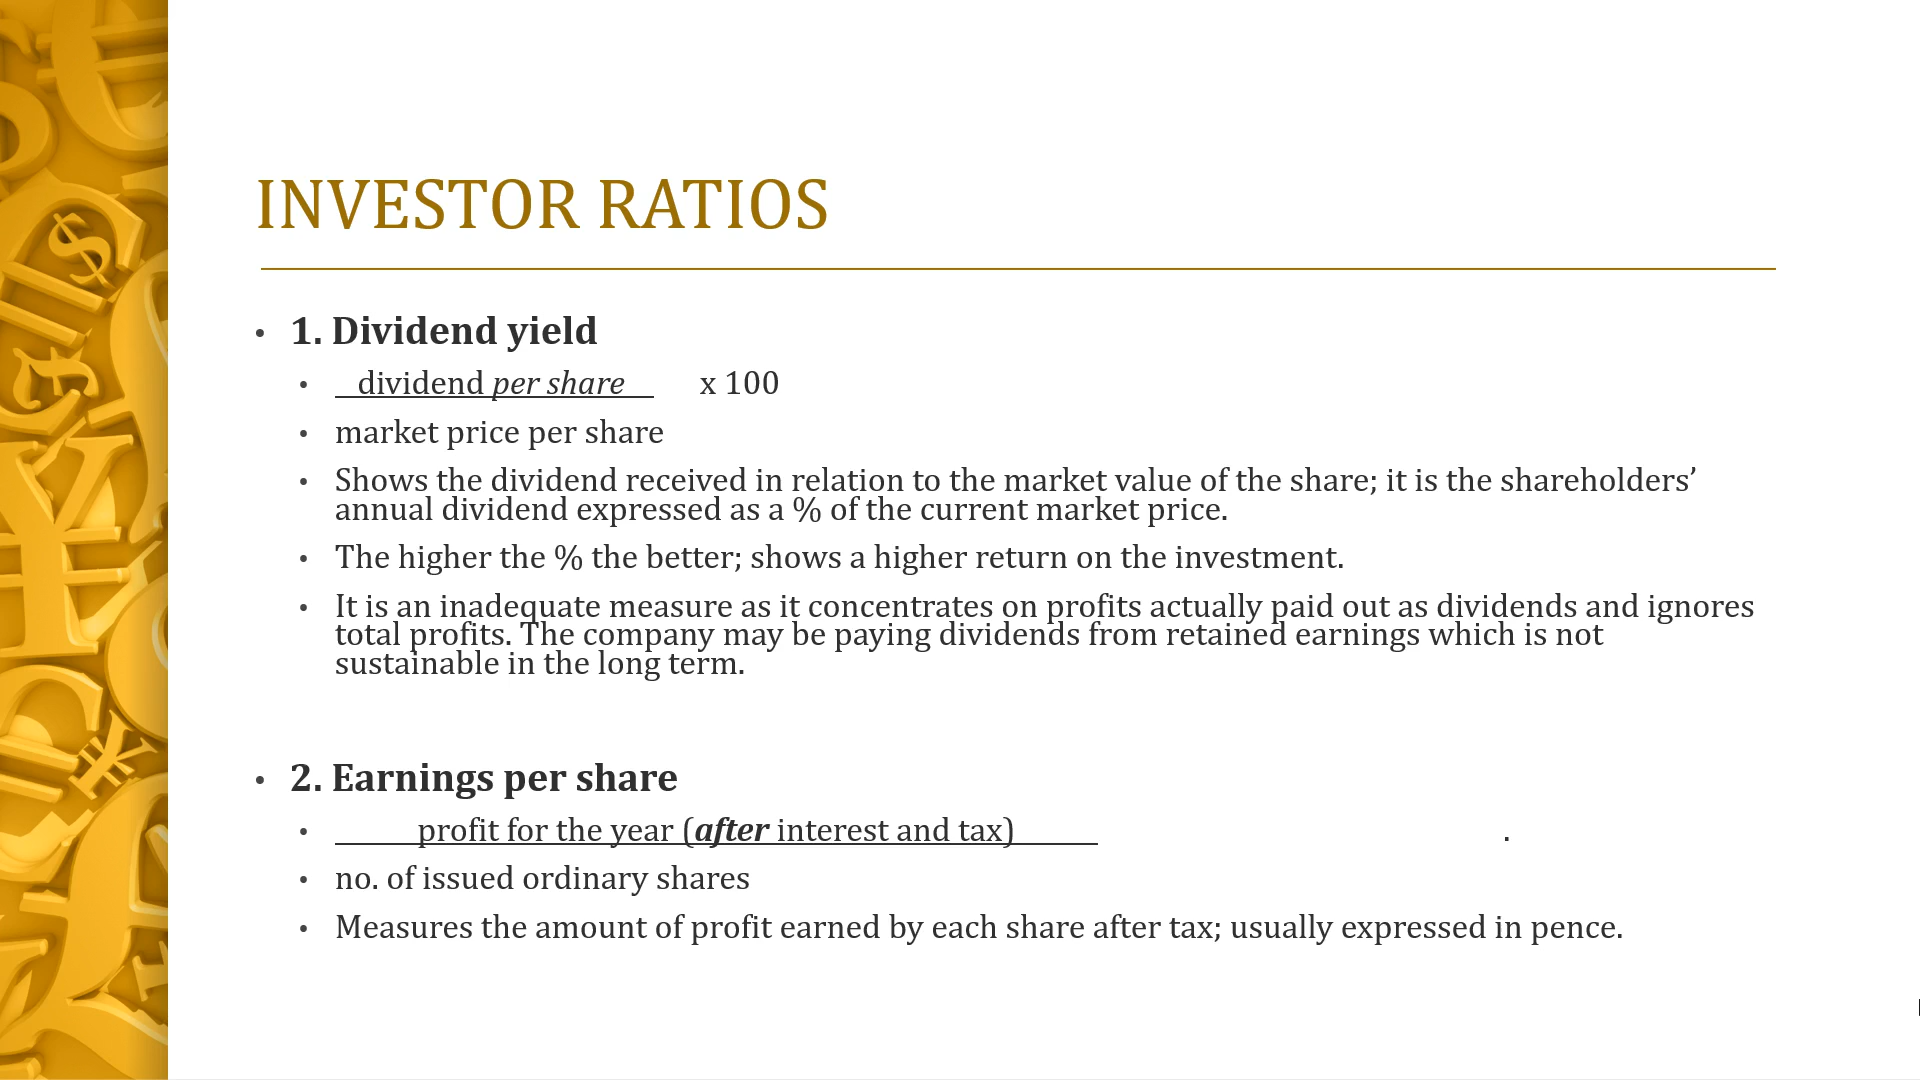 INVESTOR RATIOS
• 1. Dividend yield
• dividend per share x 100
• market price per share
• Shows the dividend received in relation to the market value of the share; it is the shareholders’
annual dividend expressed as a % of the current market price.
• The higher the % the better; shows a higher return on the investment.
• It is an inadequate measure as it concentrates on profits actually paid out as dividends and ignores
total profits. The company may be paying dividends from retained earnings which is not
sustainable in the long term.
• 2. Earnings per share
• profit for the year (after interest and tax) .
• no. of issued ordinary shares
• Measures the amount of profit earned by each share after tax; usually expressed in pence.